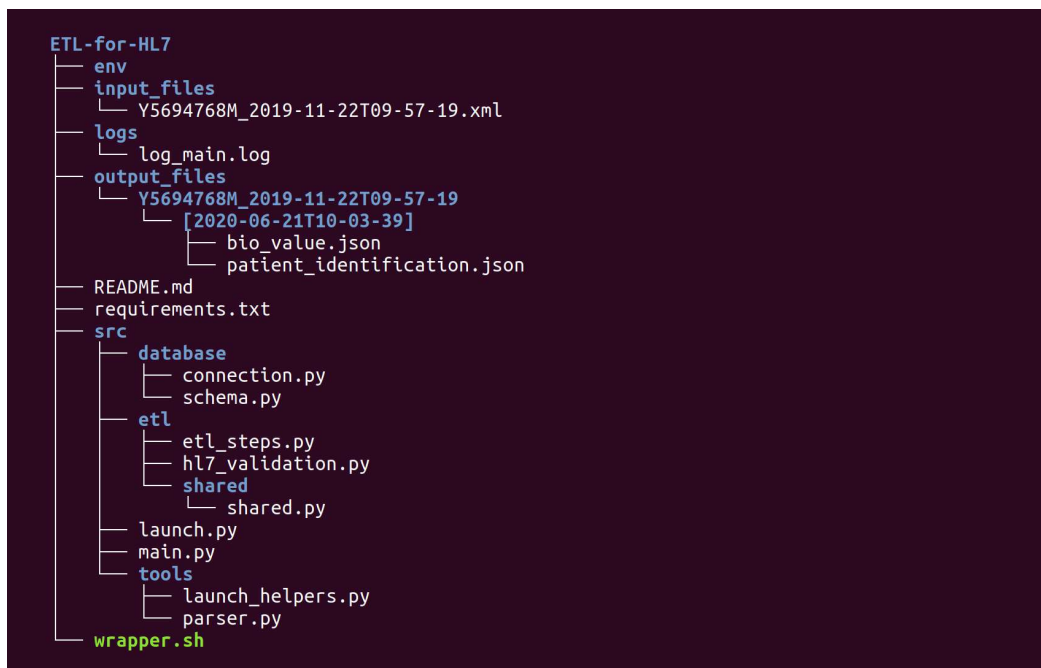 ETL-for-HL7
├── env
├── input_files
│   └── Y5694768M_2019-11-22T09-57-19.xml
├── logs
│   └── log_main.log
├── output_files
│   └── Y5694768M_2019-11-22T09-57-19
│       └── [2020-06-21T10-03-39]
│           ├── bio_value.json
│           └── patient_identification.json
├── README.md
├── requirements.txt
├── src
│   ├── database
│   │   ├── connection.py
│   │   └── schema.py
│   ├── etl
│   │   ├── etl_steps.py
│   │   ├── hl7_validation.py
│   │   └── shared
│   │       └── shared.py
│   ├── launch.py
│   ├── main.py
│   └── tools
│       ├── launch_helpers.py
│       └── parser.py
└── wrapper.sh